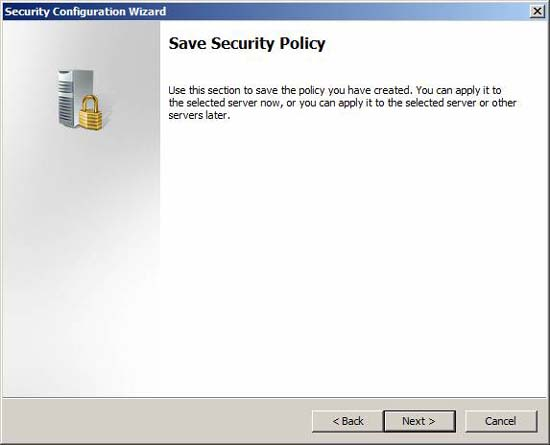 Security Configuration Wizard
Save Security Policy
Use this section to save the policy you have created. You can apply it to
the selected server now, or you can apply it to the selected server or other
servers later.
< Back
Next >
Cancel